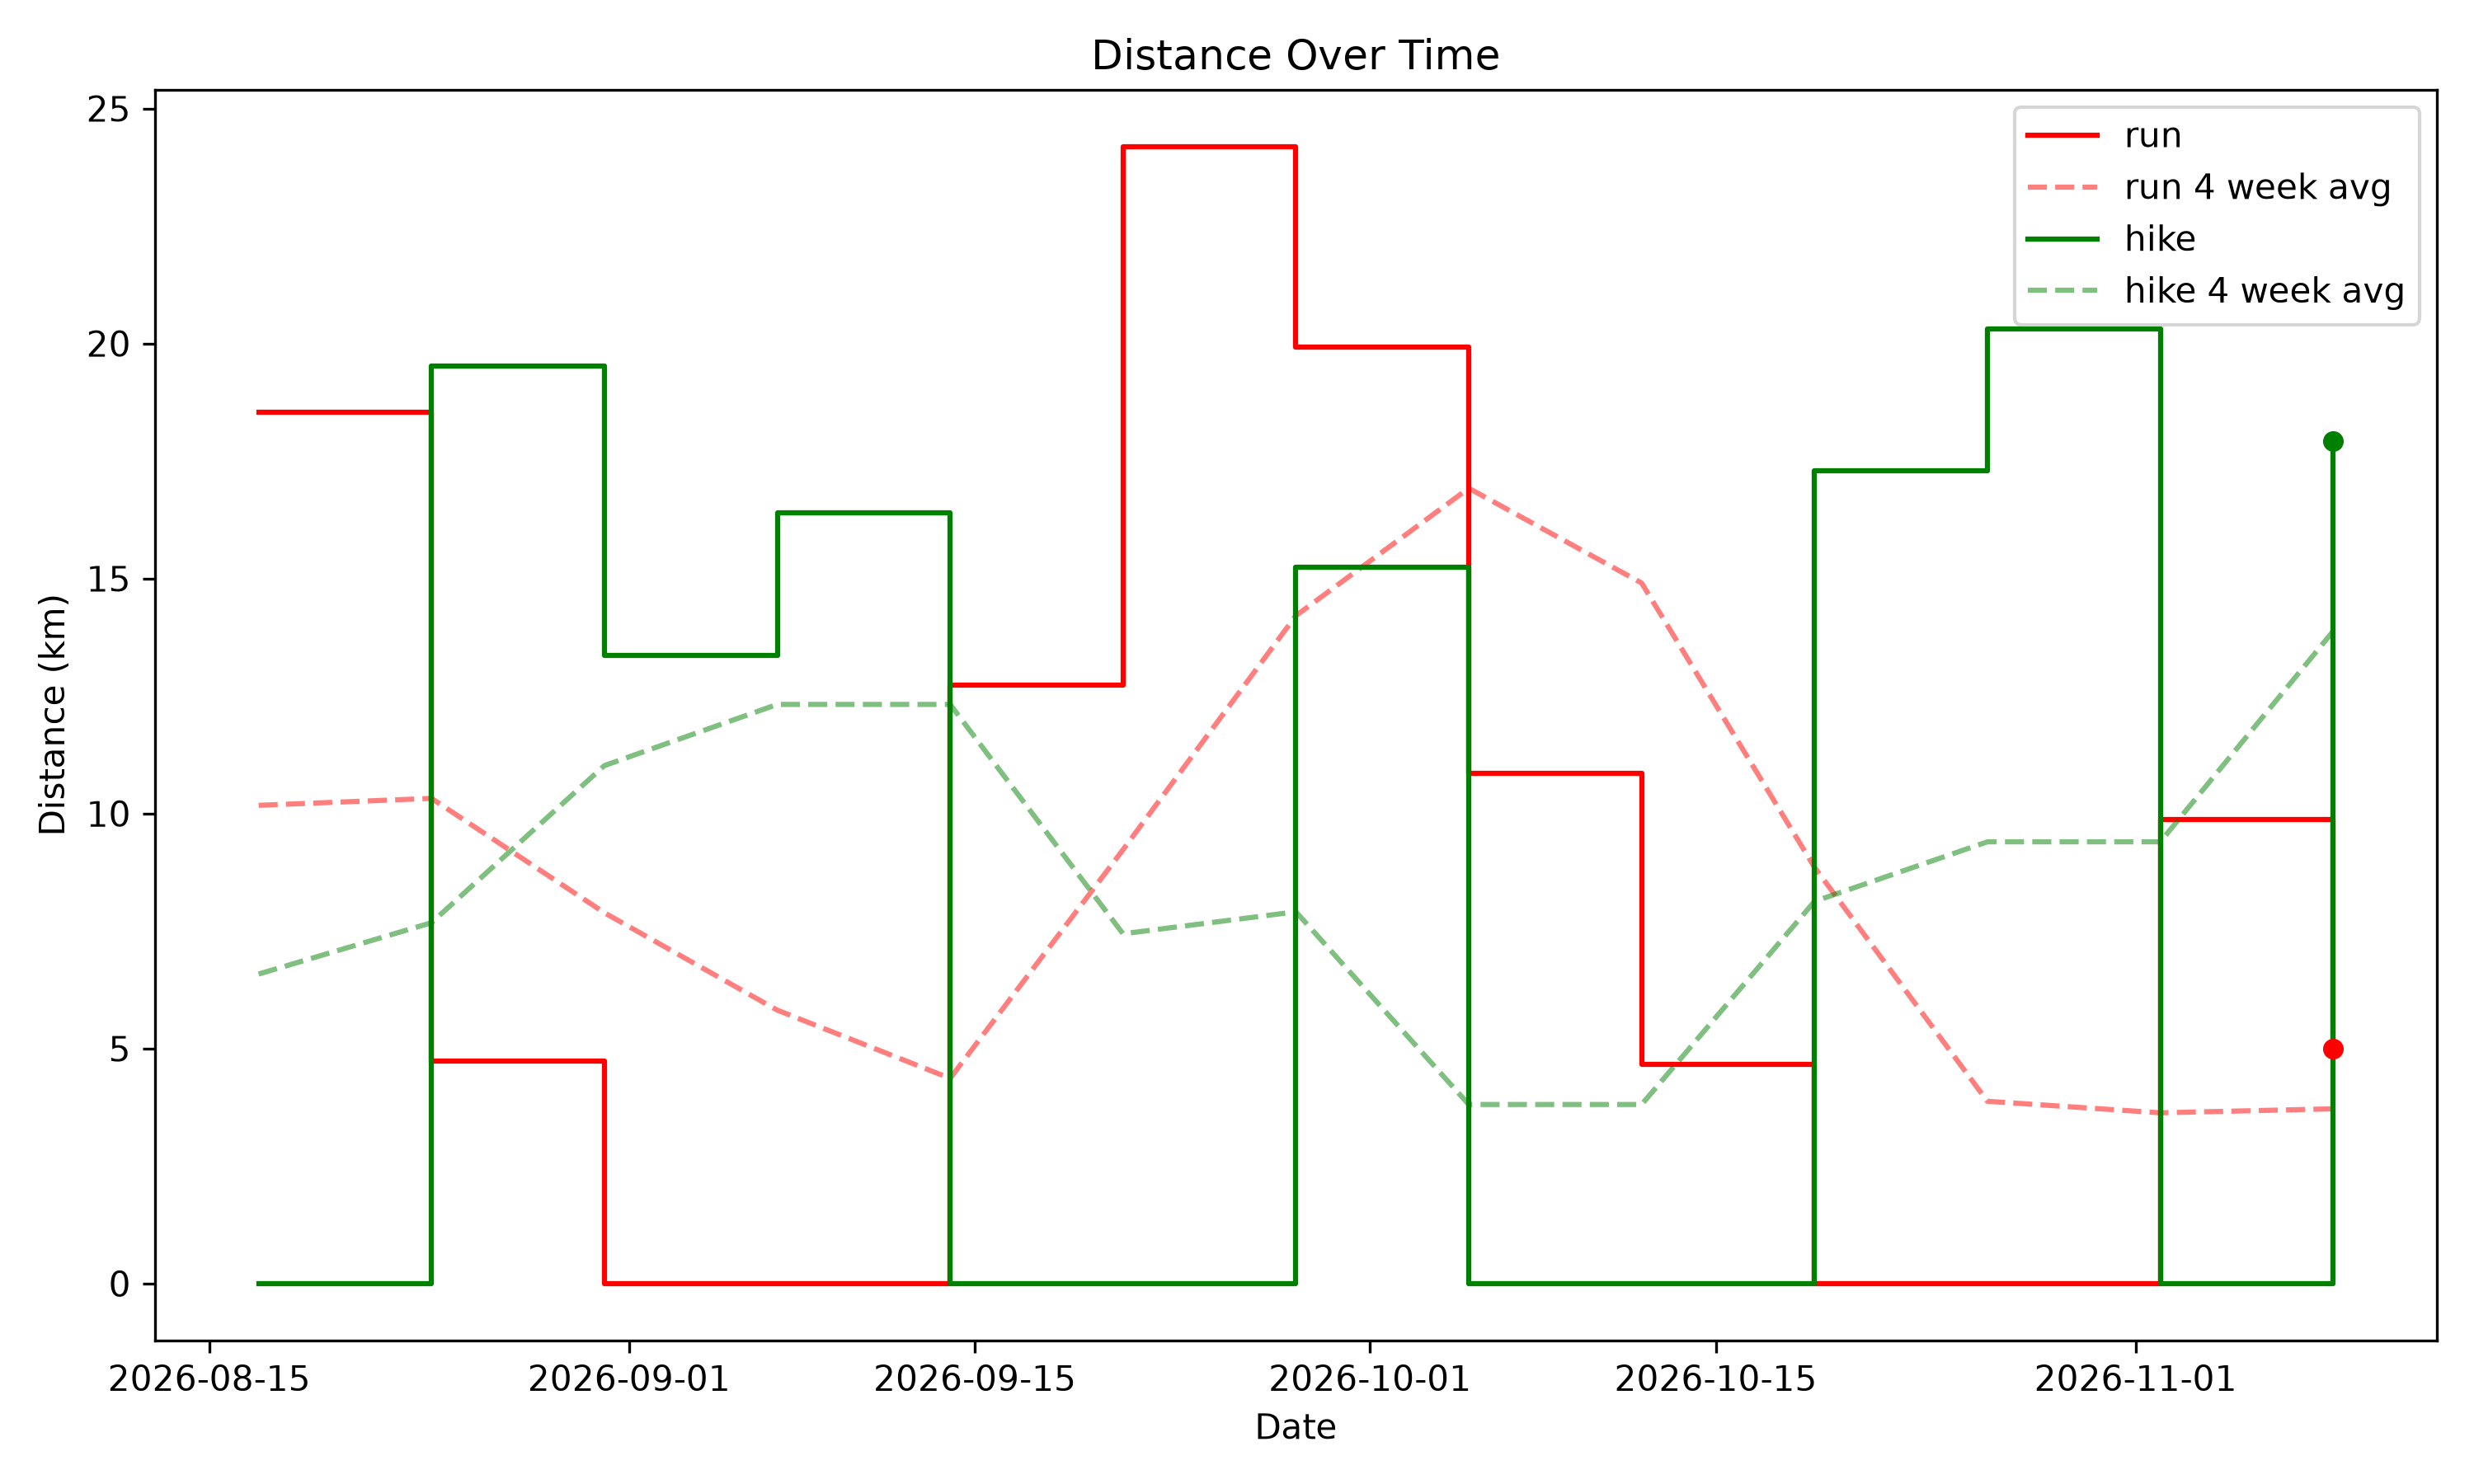 Distance Over Time
Distance (km)
25
20
15
10
5
0
run
run 4 week avg
hike
hike 4 week avg
2026-08-15 2026-09-01 2026-09-15 2026-10-01 2026-10-15 2026-11-01
Date